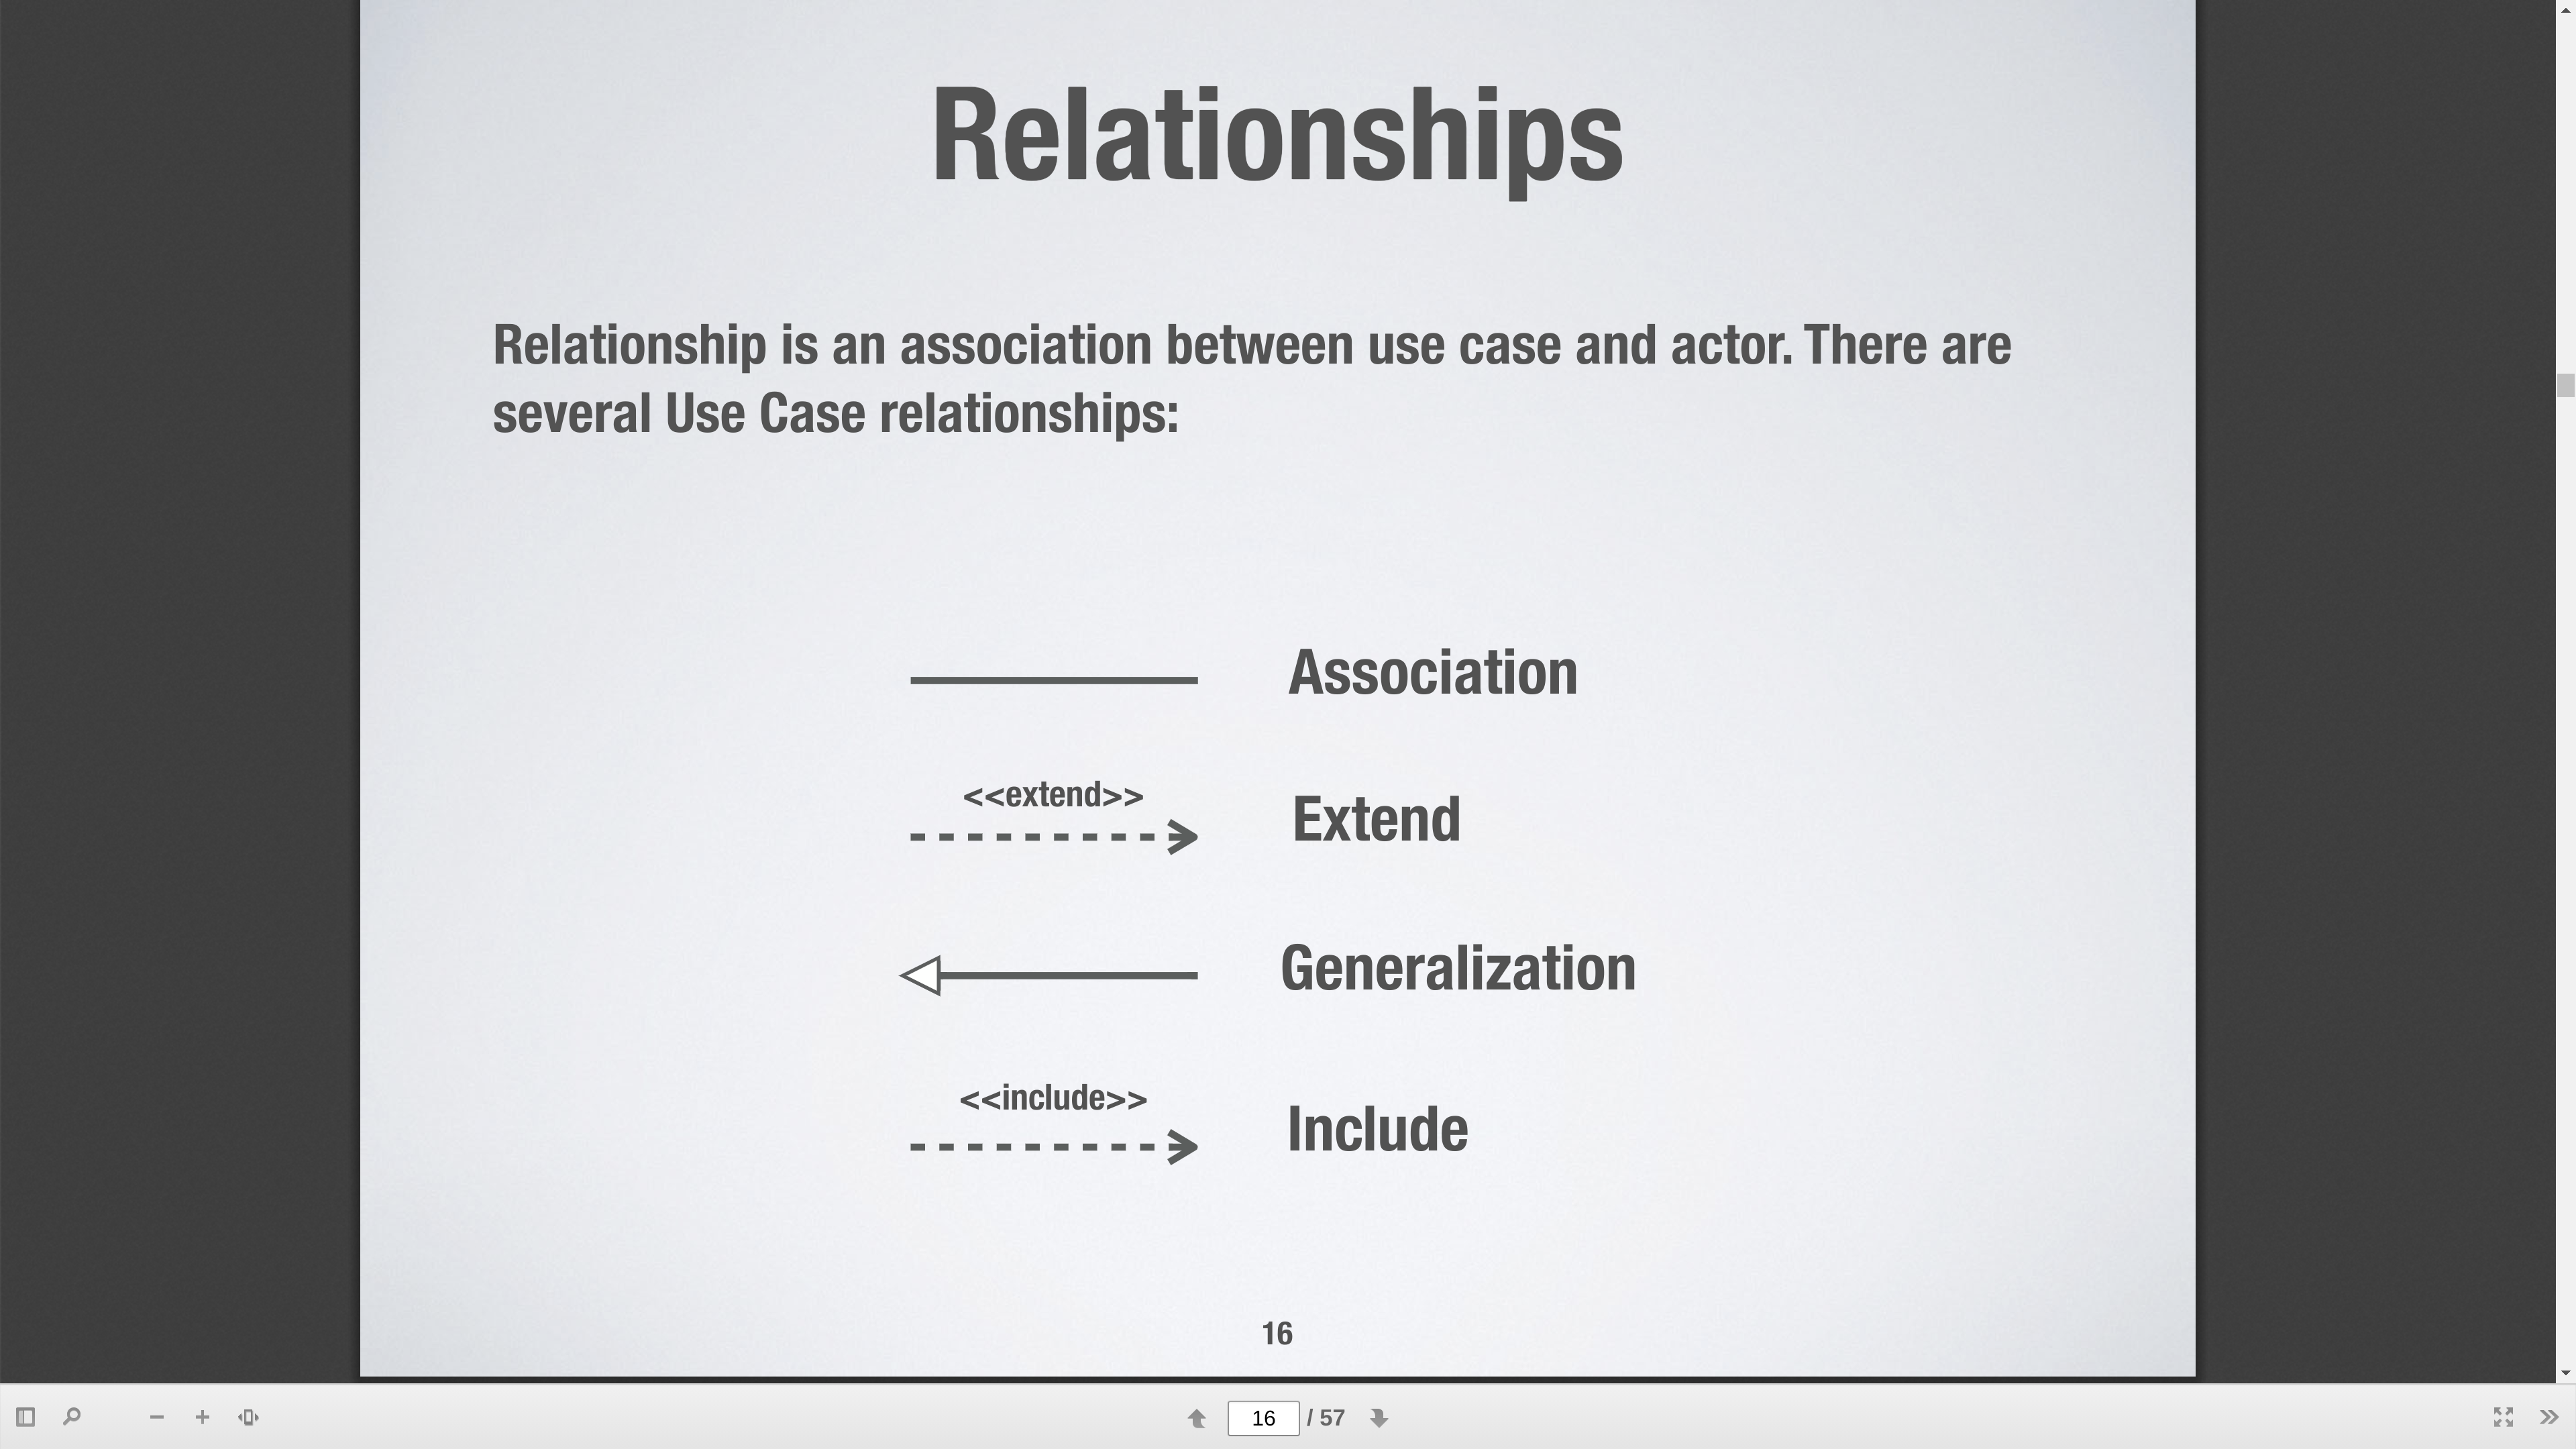 Relationships
Relationship is an association between use case and actor. There are
several Use Case relationships:
Association
<<extend>>
Extend
Generalization
<<include>>
Include
16
16 / 57